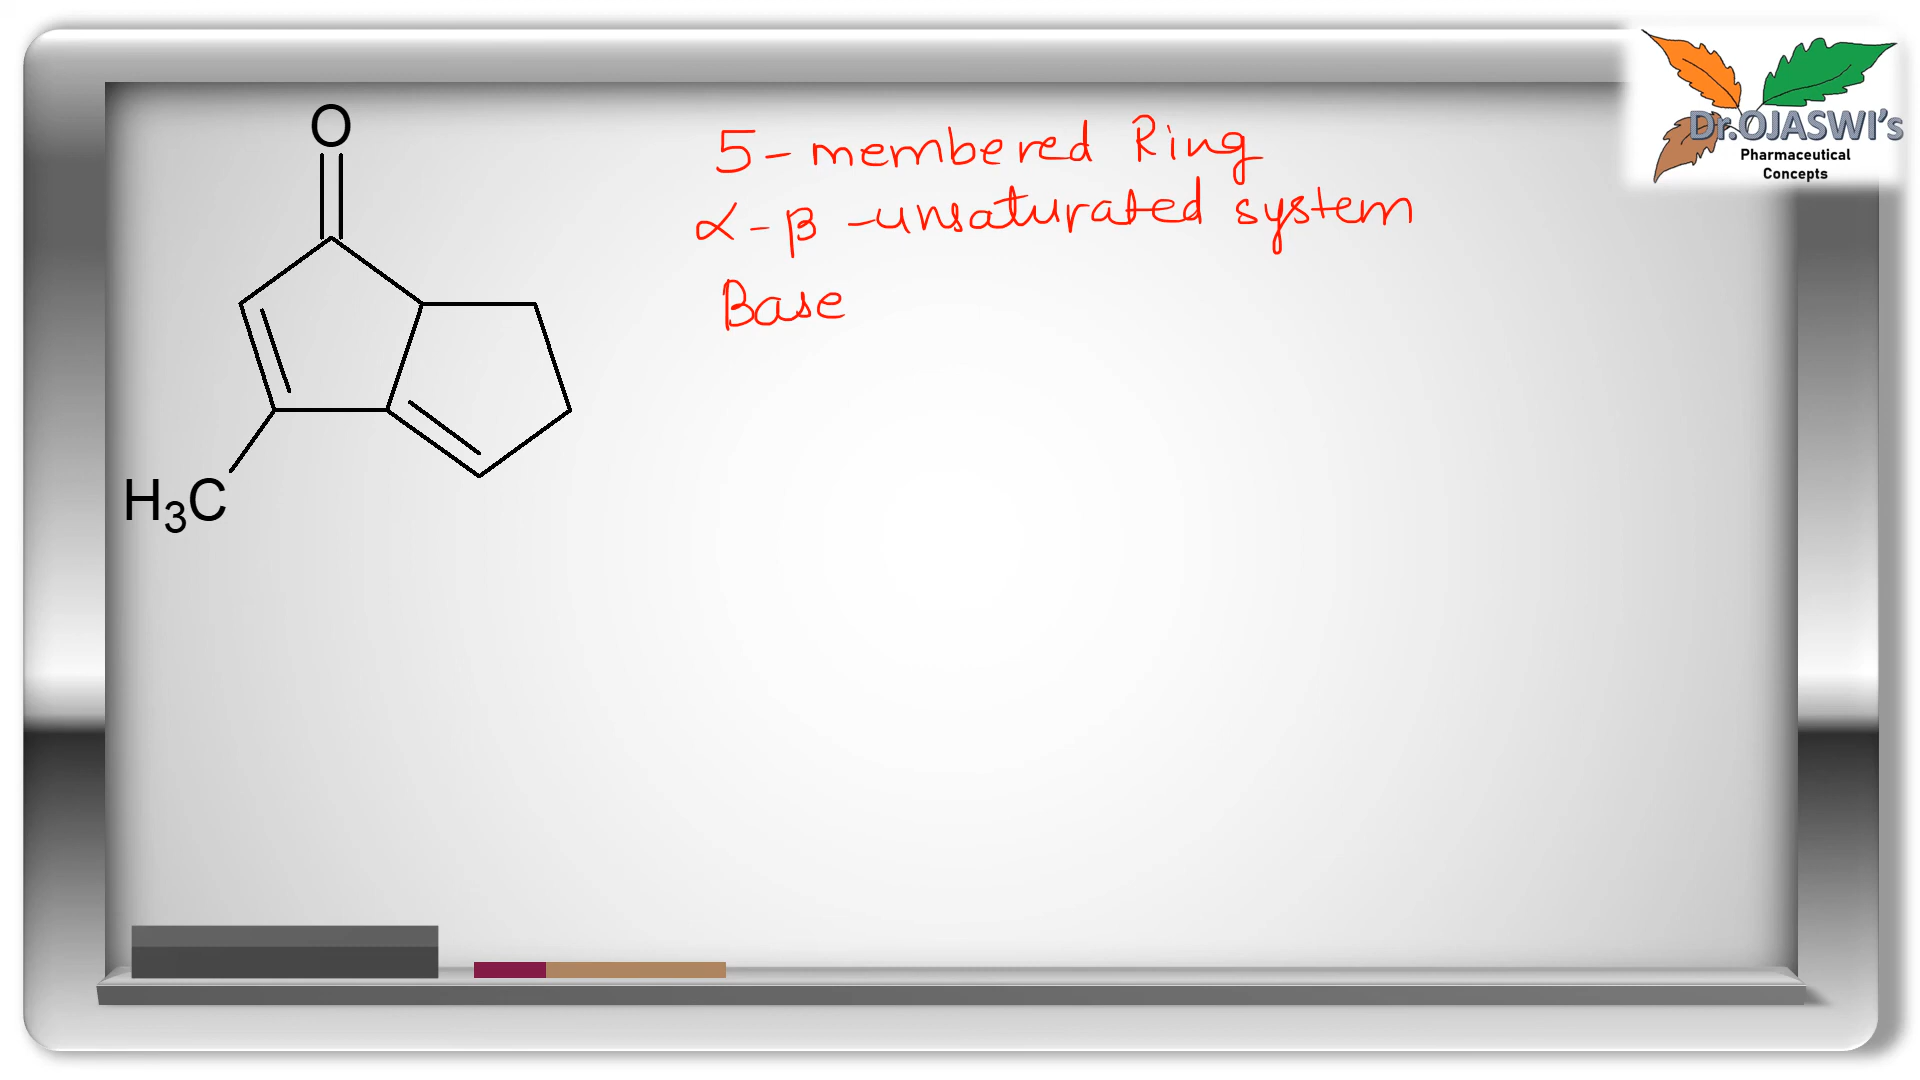 O
H3C
5-membered Ring
α-β-unsaturated system
Base
Dr.OJASWI's
Pharmaceutical
Concepts